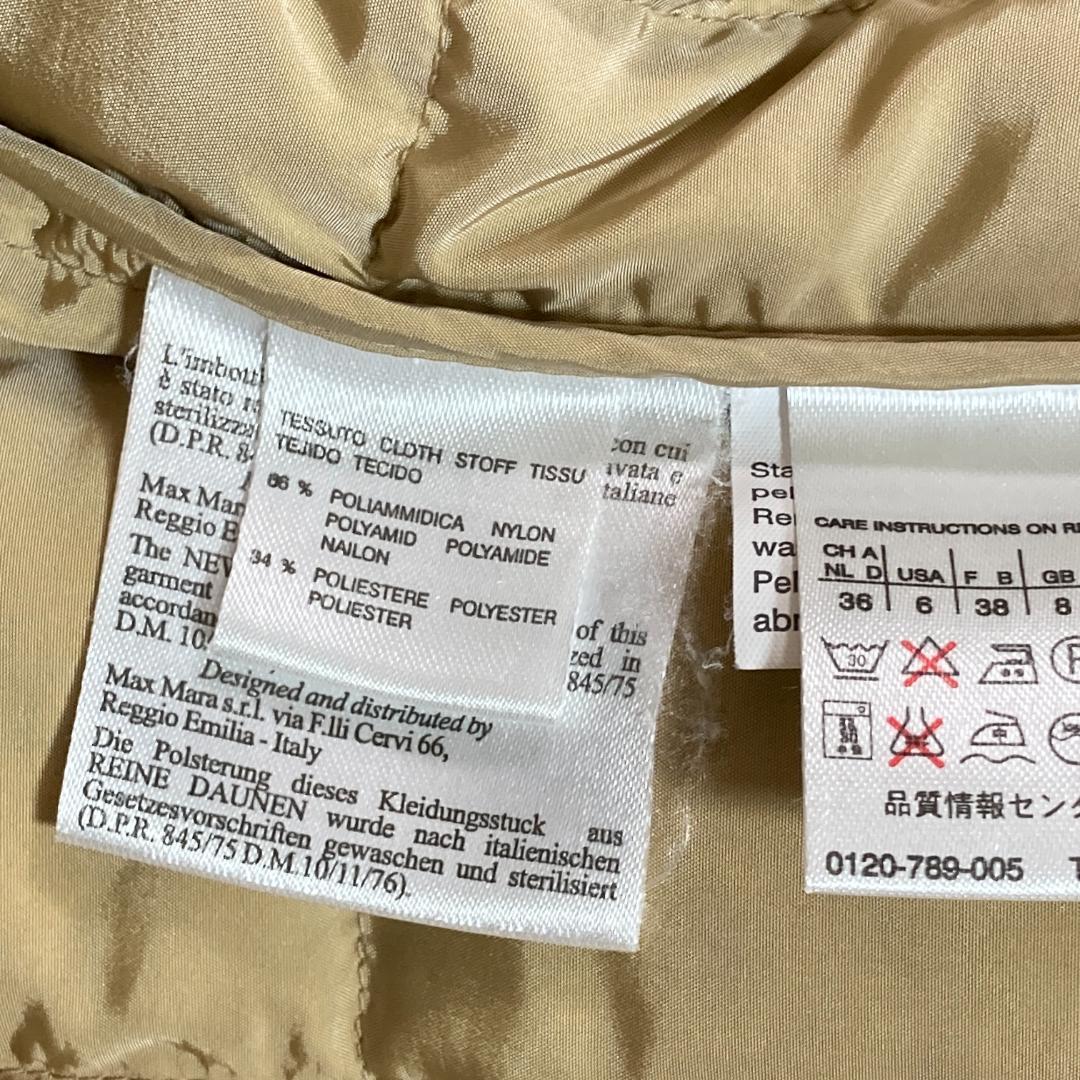 L'imbott
è stato r
sterilizza
(D.P.R. 8
con cui
ivata e
taliane
Max Mar
Reggio E
The NEW
garment
accordan
D.M. 10
of this
zed in
845/75
Designed and distributed by
Max Mara s.r.l. via F.lli Cervi 66,
Reggio Emilia - Italy
Die Polsterung dieses Kleidungsstuck aus
REINE DAUNEN wurde nach italienischen
Gesetzesvorschriften gewaschen und sterilisiert
(D.P.R. 845/75 D.M.10/11/76).
TESSUTO CLOTH STOFF TISSU
TEJIDO TECIDO
66 % POLIAMMIDICA NYLON
POLYAMID POLYAMIDE
NAILON
34 % POLIESTERE POLYESTER
POLIESTER
Sta
pel
Re
wa
Pel
abr
CARE INSTRUCTIONS ON RE
CH A
NL D USA F B GB
36 6 38 8
30
中
品質情報セン
0120-789-005